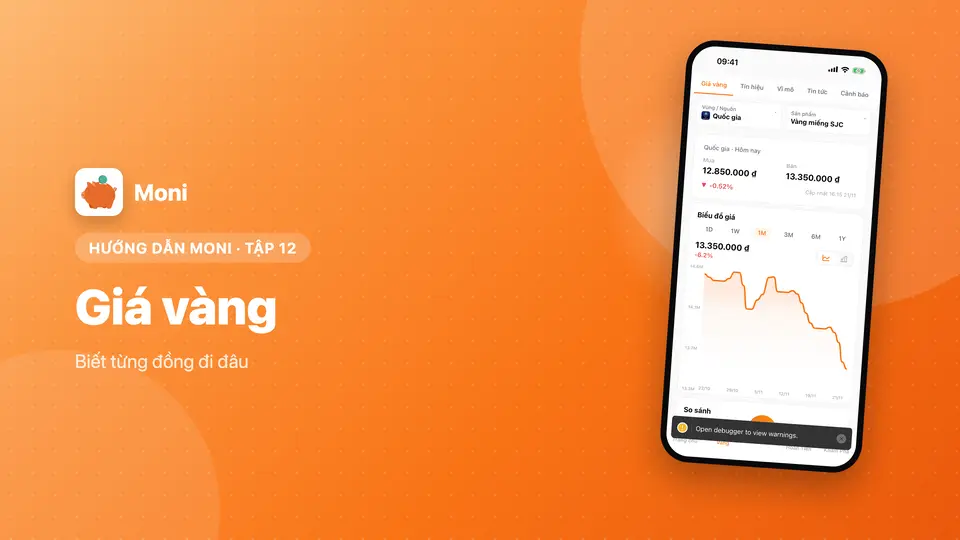 Moni
HƯỚNG DẪN MONI · TẬP 12
Giá vàng
Biết từng đồng đi đâu
09:41
Giá vàng Tín hiệu Vĩ mô Tin tức Cảnh báo
Vùng / Nguồn
Quốc gia
Sản phẩm
Vàng miếng SJC
Quốc gia · Hôm nay
Mua
12.850.000 đ
▼ -0.52%
Bán
13.350.000 đ
Biểu đồ giá
1D 1W 1M 3M 6M 1Y
13.350.000 đ
-8.2%
So sánh
Open debugger to view warnings.